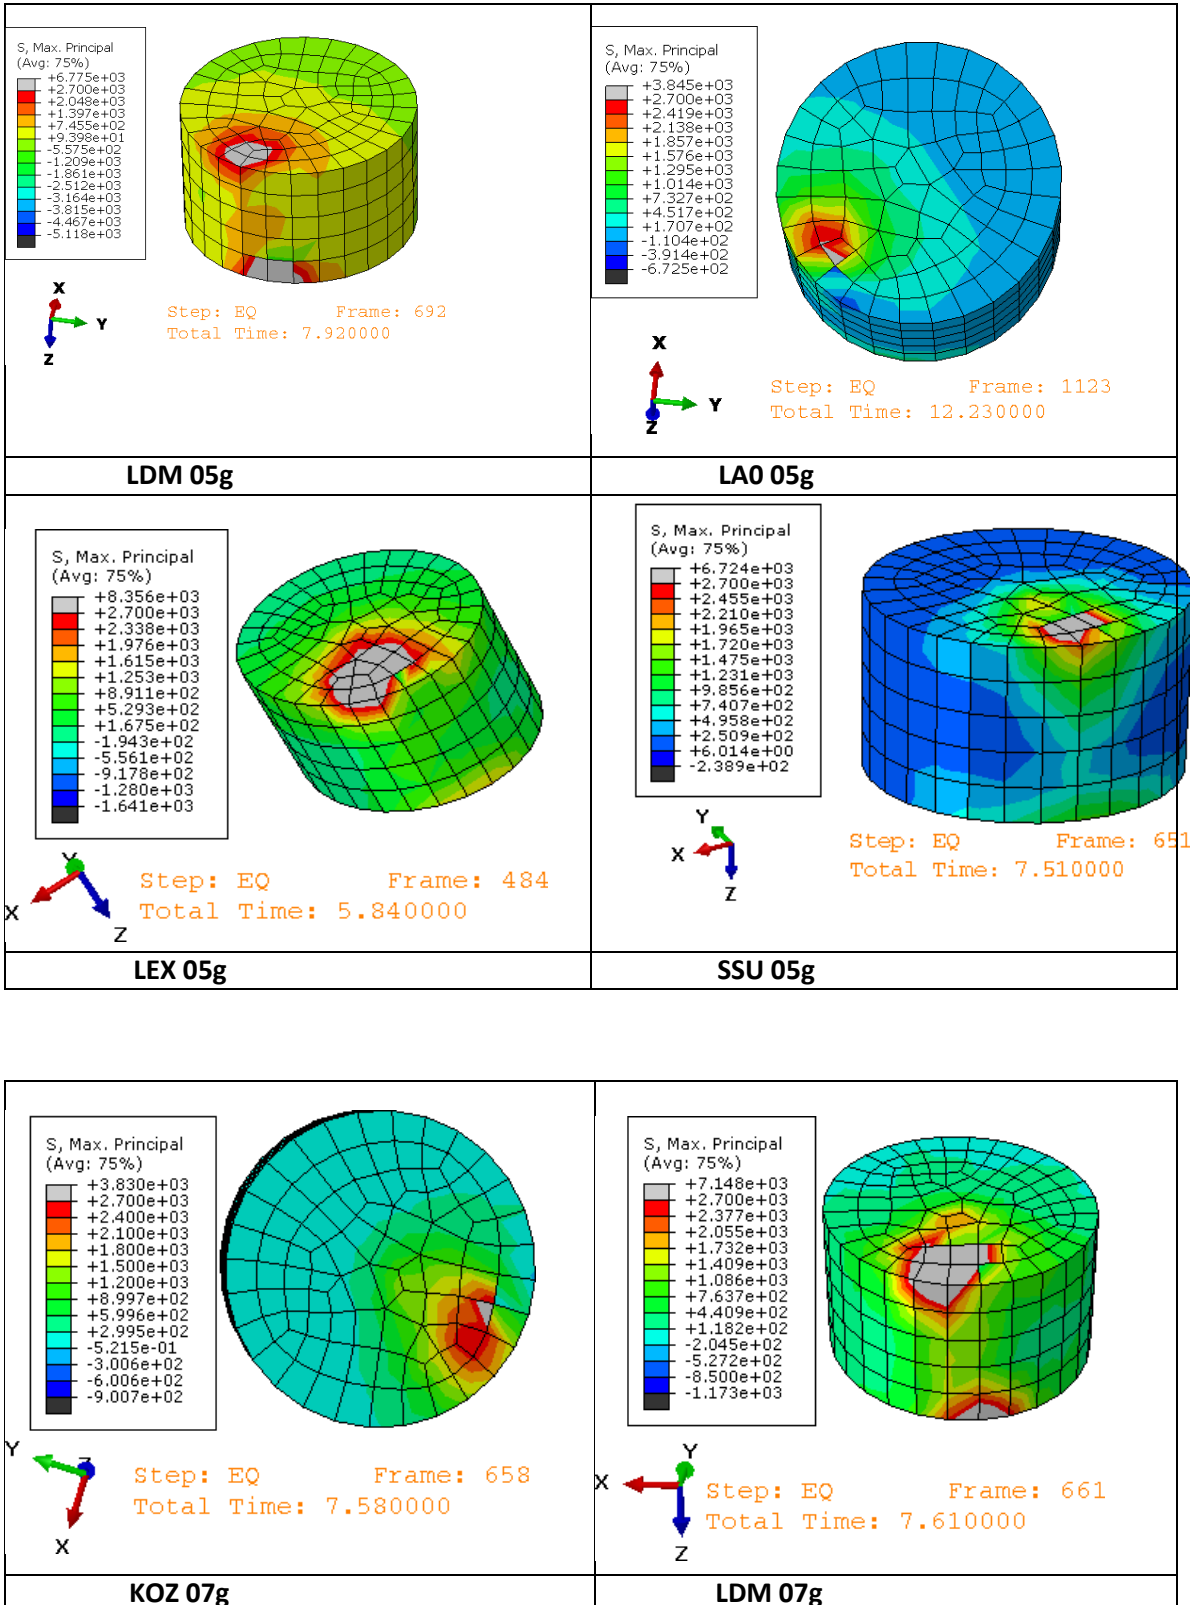 S, Max. Principal
(Avg: 75%)
+6.775e+03
+2.700e+03
+2.048e+03
+1.397e+03
+7.455e+02
+9.398e+01
-5.575e+02
-1.209e+03
-1.861e+03
-2.512e+03
-3.164e+03
-3.815e+03
-4.467e+03
-5.118e+03
X
Y
Z
Step: EQ Frame: 692
Total Time: 7.920000
LDM 05g
S, Max. Principal
(Avg: 75%)
+3.845e+03
+2.700e+03
+2.419e+03
+2.138e+03
+1.857e+03
+1.576e+03
+1.295e+03
+1.014e+03
+7.327e+02
+4.517e+02
+1.707e+02
-1.104e+02
-3.914e+02
-6.725e+02
X
Y
Z
Step: EQ Frame: 1123
Total Time: 12.230000
LA0 05g
S, Max. Principal
(Avg: 75%)
+8.356e+03
+2.700e+03
+2.338e+03
+1.976e+03
+1.615e+03
+1.253e+03
+8.911e+02
+5.293e+02
+1.675e+02
-1.943e+02
-5.561e+02
-9.178e+02
-1.280e+03
-1.641e+03
Y
X
Z
Step: EQ Frame: 484
Total Time: 5.840000
LEX 05g
S, Max. Principal
(Avg: 75%)
+6.724e+03
+2.700e+03
+2.455e+03
+2.210e+03
+1.965e+03
+1.720e+03
+1.475e+03
+1.231e+03
+9.856e+02
+7.407e+02
+4.958e+02
+2.509e+02
+6.014e+00
-2.389e+02
Y
X
Z
Step: EQ Frame: 651
Total Time: 7.510000
SSU 05g
S, Max. Principal
(Avg: 75%)
+3.830e+03
+2.700e+03
+2.400e+03
+2.100e+03
+1.800e+03
+1.500e+03
+1.200e+03
+8.997e+02
+5.996e+02
+2.995e+02
-5.215e-01
-3.006e+02
-6.006e+02
-9.007e+02
Y
Z
X
Step: EQ Frame: 658
Total Time: 7.580000
KOZ 07g
S, Max. Principal
(Avg: 75%)
+7.148e+03
+2.700e+03
+2.377e+03
+2.055e+03
+1.732e+03
+1.409e+03
+1.086e+03
+7.637e+02
+4.409e+02
+1.182e+02
-2.045e+02
-5.272e+02
-8.500e+02
-1.173e+03
Y
X
Z
Step: EQ Frame: 661
Total Time: 7.610000
LDM 07g